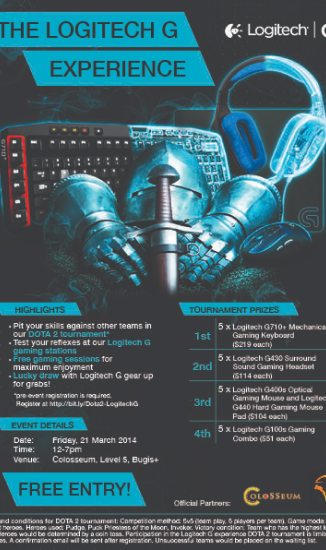 THE LOGITECH G
EXPERIENCE
Logitech
G710+
HIGHLIGHTS
• Pit your skills against other teams in
our DOTA 2 tournament*
• Test your reflexes at our Logitech G
gaming stations
• Free gaming sessions for
maximum enjoyment
• Lucky draw with Logitech G gear up
for grabs!
*pre-event registration is required.
Register at http://bit.ly/Dota2-LogitechG
EVENT DETAILS
Date: Friday, 21 March 2014
Time: 12-7pm
Venue: Colosseum, Level 5, Bugis+
TOURNAMENT PRIZES
1st 5 x Logitech G710+ Mechanical
Gaming Keyboard
($219 each)
2nd 5 x Logitech G430 Surround
Sound Gaming Headset
($114 each)
3rd 5 x Logitech G400s Optical
Gaming Mouse and Logitech
G440 Hard Gaming Mouse
Pad ($104 each)
4th 5 x Logitech G100s Gaming
Combo ($51 each)
FREE ENTRY!
Official Partners:
COLOSSEUM
and conditions for DOTA 2 tournament: Competition method: 5v5 (team play, 5 players per team). Game mode:
heroes. Heroes used: Pudge, Puck Priestess of the Moon, Invoker. Victory condition: Team who has the highest
eroes would be determined by a coin toss. Participation in the Logitech G experience DOTA 2 tournament is
es. A confirmation email will be sent after registration. Unsuccessful teams would be placed on the waiting list.